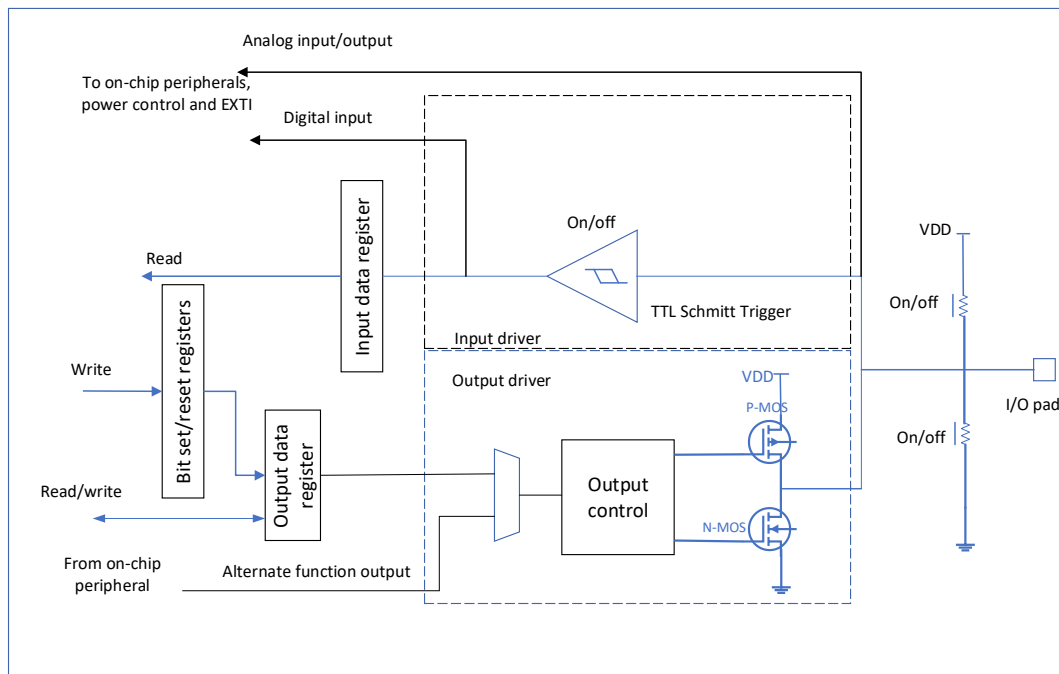 Analog input/output
To on-chip peripherals,
power control and EXTI
Digital input
On/off
Input data
register
VDD
Read
On/off
TTL Schmitt Trigger
Bit set/reset registers
Input driver
Write
Output driver
VDD
P-MOS
I/O pad
On/off
Output data
register
Output
control
Read/write
N-MOS
From on-chip
peripheral
Alternate function output